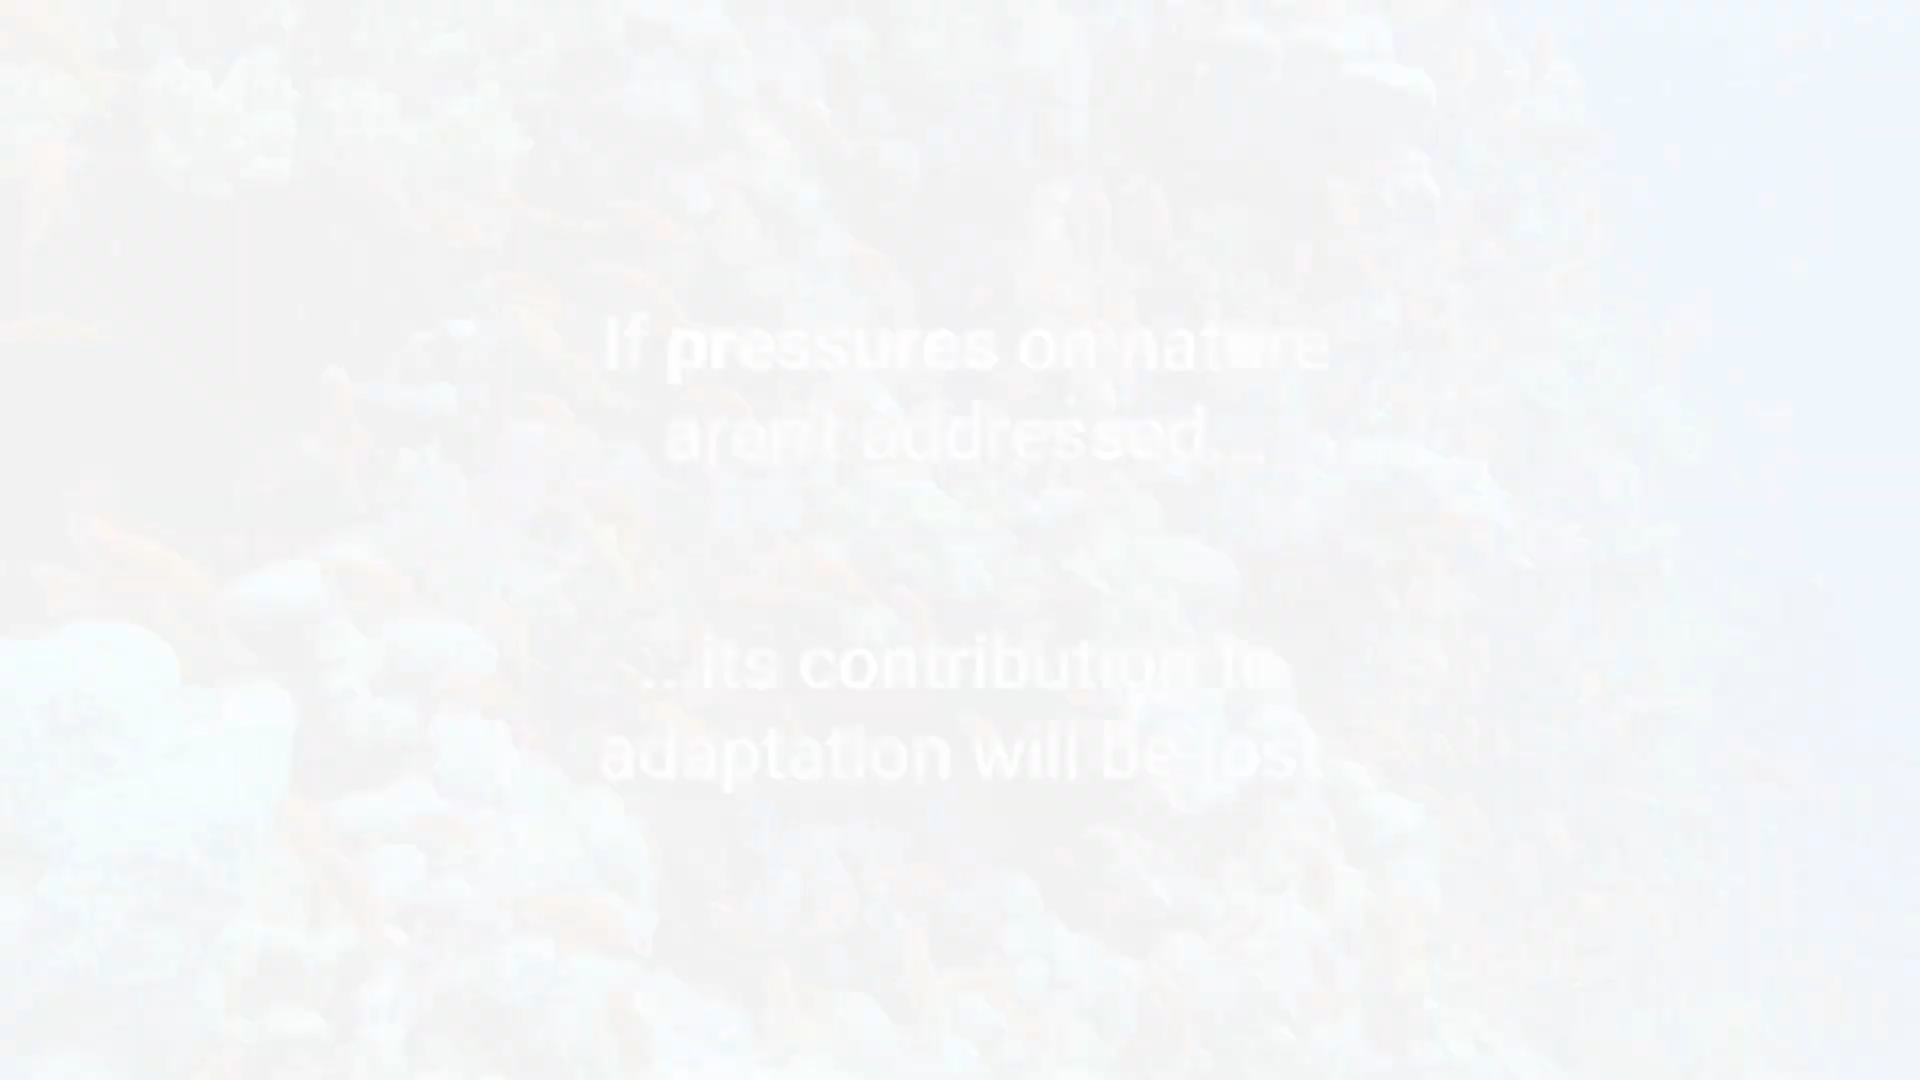 If pressures on nature
aren't addressed...
...its contribution to
adaptation will be lost